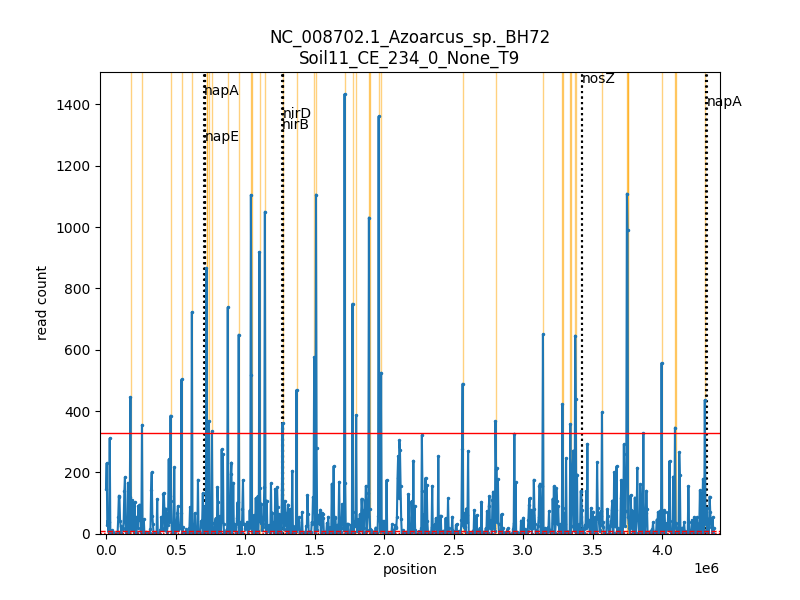 NC_008702.1_Azoarcus_sp._BH72
Soil11_CE_234_0_None_T9
nosZ
napA
napA
nirD
nirB
napE
1400
1200
1000
800
600
400
200
0
read count
0.0 0.5 1.0 1.5 2.0 2.5 3.0 3.5 4.0
1e6
position